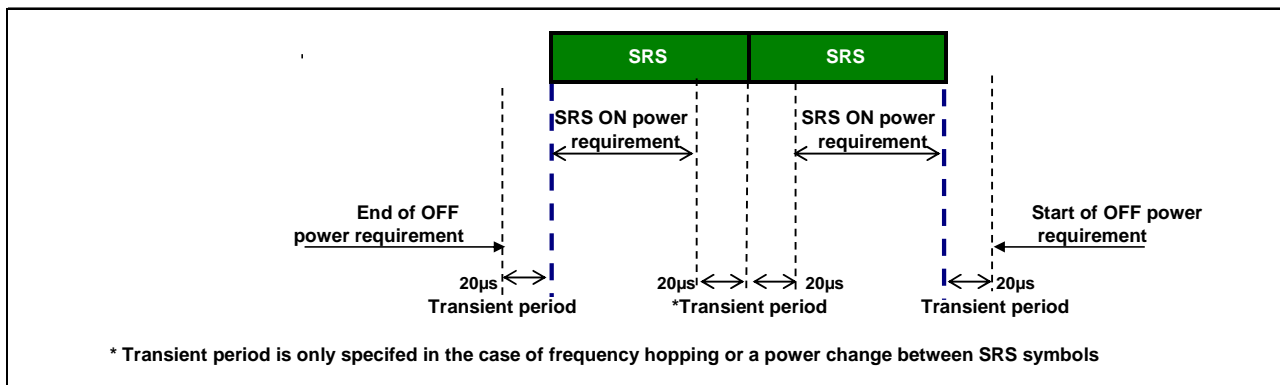 SRS SRS
SRS ON power
requirement
SRS ON power
requirement
End of OFF
power requirement
Start of OFF power
requirement
20µs 20µs 20µs 20µs
Transient period *Transient period Transient period
* Transient period is only specifed in the case of frequency hopping or a power change between SRS symbols